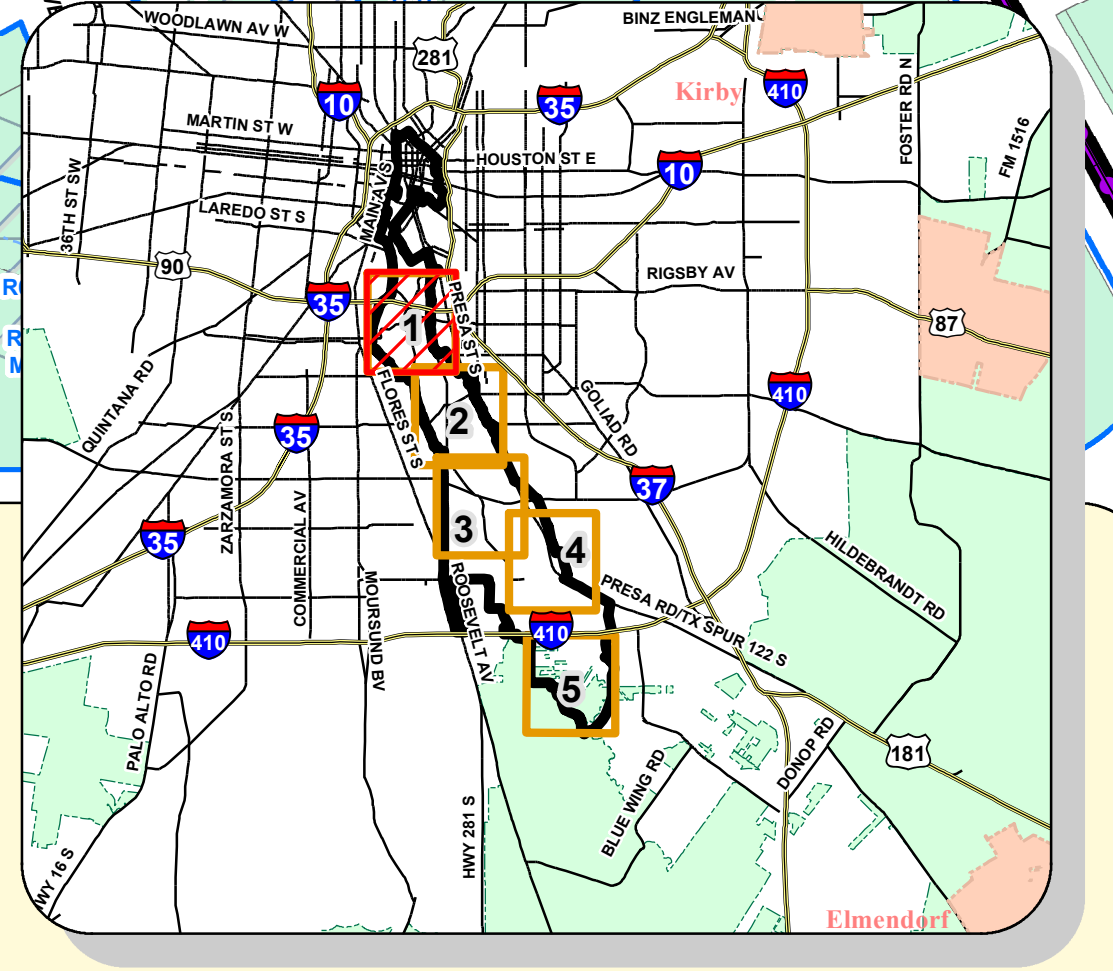 WOODLAWN AV W
BINZ ENGLEMAN
281
10
35
Kirby
410
FOSTER RD N
FM 1516
MARTIN ST W
HOUSTON ST E
10
36TH ST SW
MAIN AV S
LAREDO ST S
90
35
RIGSBY AV
PRESA ST S
87
1
R
R
M
QUINTANA RD
FLORES ST S
2
GOLIAD RD
410
35
ZARZAMORA ST S
37
COMMERCIAL AV
3
4
35
HILDEBRANDT RD
MOURSUND BV
ROOSEVELT AV
PRESA RD/TX SPUR 122 S
410
410
PALO ALTO RD
5
181
DONOP RD
BLUE WING RD
HWY 281 S
WY 16 S
Elmendorf